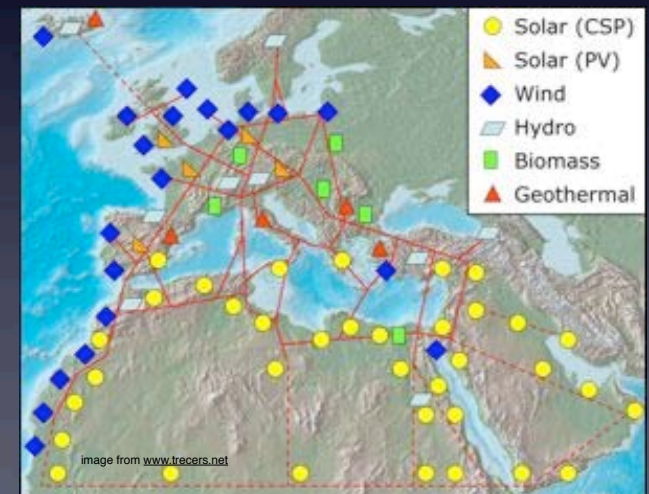 Solar (CSP)
Solar (PV)
Wind
Hydro
Biomass
Geothermal
image from www.trecers.net